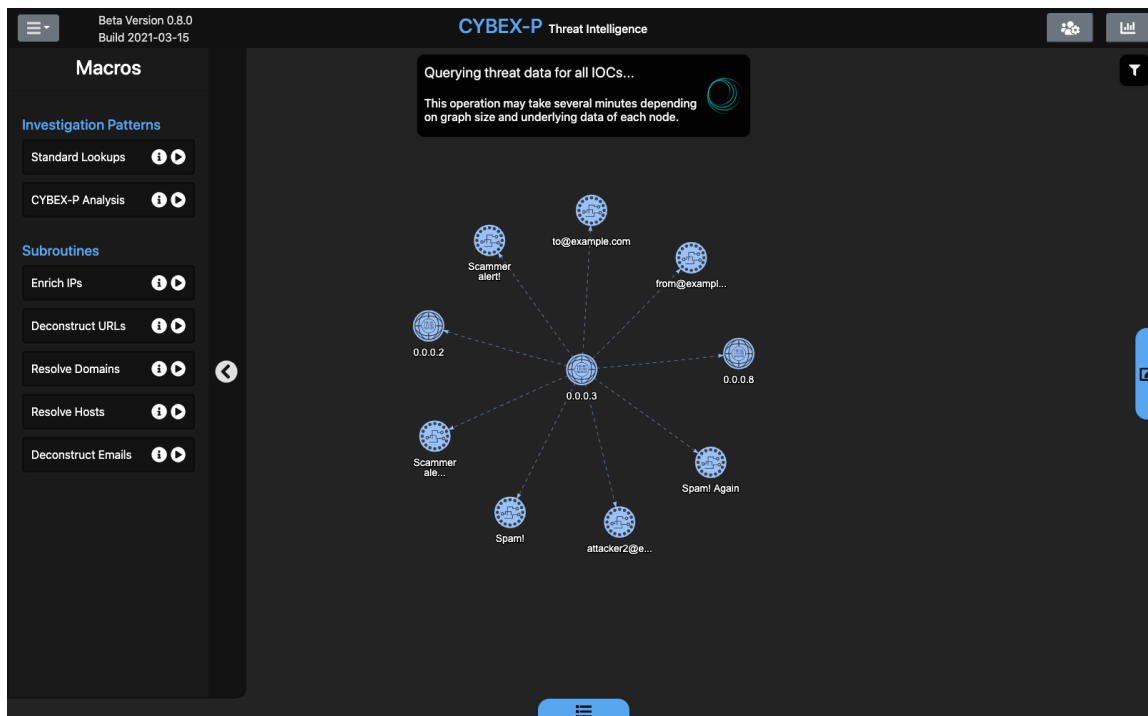 Beta Version 0.8.0
Build 2021-03-15
CYBEX-P Threat Intelligence
Macros
Investigation Patterns
Standard Lookups
CYBEX-P Analysis
Subroutines
Enrich IPs
Deconstruct URLs
Resolve Domains
Resolve Hosts
Deconstruct Emails
Querying threat data for all IOCs...
This operation may take several minutes depending
on graph size and underlying data of each node.
to@example.com
Scammer
alert!
from@exampl...
0.0.0.2
0.0.0.8
0.0.0.3
Scammer
ale...
Spam! Again
Spam!
attacker2@e...